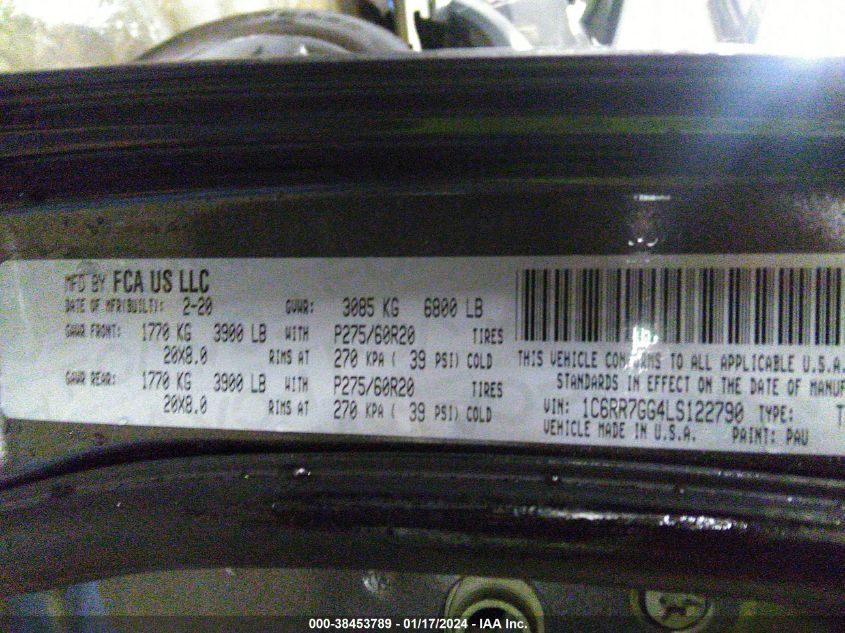 MFD BY FCA US LLC
DATE OF MFR(BUILT): 2-20 GVWR: 3085 KG 6800 LB
GAWR FRONT: 1770 KG 3900 LB WITH P275/60R20 TIRES
20X8.0 RIMS AT 270 KPA ( 39 PSI) COLD
GAWR REAR: 1770 KG 3900 LB WITH P275/60R20 TIRES
20X8.0 RIMS AT 270 KPA ( 39 PSI) COLD
THIS VEHICLE CONFORMS TO ALL APPLICABLE U.S.A.
STANDARDS IN EFFECT ON THE DATE OF MANUF
VIN: 1C6RR7GG4LS122790 TYPE: T
VEHICLE MADE IN U.S.A. PAINT: PAU
000-38453789 - 01/17/2024 - IAA Inc.